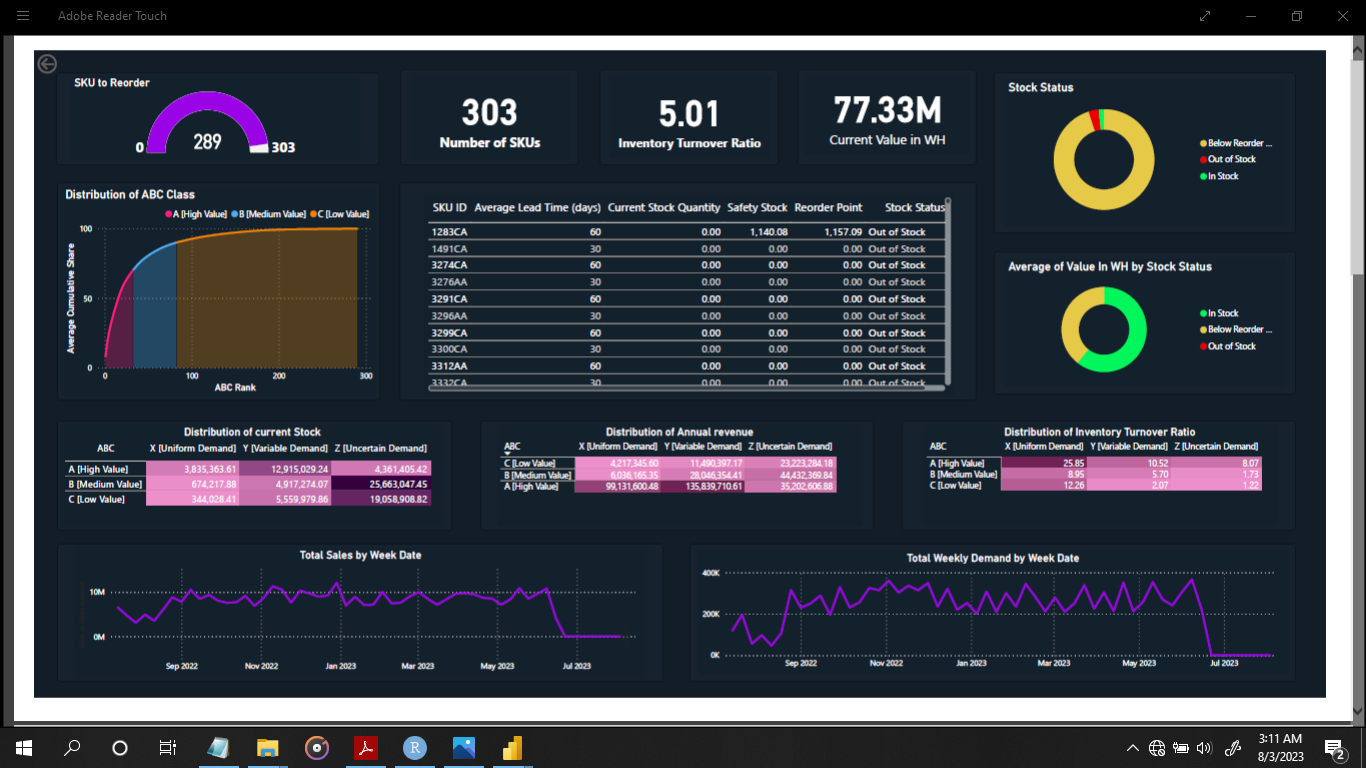 Adobe Reader Touch
SKU to Reorder
289
0
303
303
Number of SKUs
5.01
Inventory Turnover Ratio
77.33M
Current Value in WH
Stock Status
Below Reorder ...
Out of Stock
In Stock
Distribution of ABC Class
A [High Value] B [Medium Value] C [Low Value]
Average Cumulative Share
100
50
0
0 100 200 300
ABC Rank
SKU ID Average Lead Time (days) Current Stock Quantity Safety Stock Reorder Point Stock Status
1283CA 60 0.00 1,140.08 1,157.09 Out of Stock
1491CA 30 0.00 0.00 0.00 Out of Stock
3274CA 60 0.00 0.00 0.00 Out of Stock
3276AA 30 0.00 0.00 0.00 Out of Stock
3291CA 60 0.00 0.00 0.00 Out of Stock
3296AA 30 0.00 0.00 0.00 Out of Stock
3299CA 60 0.00 0.00 0.00 Out of Stock
3300CA 30 0.00 0.00 0.00 Out of Stock
3312AA 60 0.00 0.00 0.00 Out of Stock
3332CA 30 0.00 0.00 0.00 Out of Stock
Average of Value In WH by Stock Status
In Stock
Below Reorder ...
Out of Stock
Distribution of current Stock
ABC X [Uniform Demand] Y [Variable Demand] Z [Uncertain Demand]
A [High Value] 3,835,363.61 12,915,029.24 4,361,405.42
B [Medium Value] 674,217.88 4,917,274.07 25,663,047.45
C [Low Value] 344,028.41 5,559,979.86 19,058,908.82
Distribution of Annual revenue
ABC X [Uniform Demand] Y [Variable Demand] Z [Uncertain Demand]
C [Low Value] 4,217,345.60 11,490,397.17 23,223,284.18
B [Medium Value] 6,036,165.35 28,046,354.41 44,432,369.84
A [High Value] 99,131,600.48 135,839,710.61 35,202,606.88
Distribution of Inventory Turnover Ratio
ABC X [Uniform Demand] Y [Variable Demand] Z [Uncertain Demand]
A [High Value] 25.85 10.52 8.07
B [Medium Value] 8.95 5.70 1.73
C [Low Value] 12.26 2.07 1.22
Total Sales by Week Date
10M
0M
Sep 2022 Nov 2022 Jan 2023 Mar 2023 May 2023 Jul 2023
Total Weekly Demand by Week Date
400K
200K
0K
Sep 2022 Nov 2022 Jan 2023 Mar 2023 May 2023 Jul 2023
R
3:11 AM
8/3/2023
2